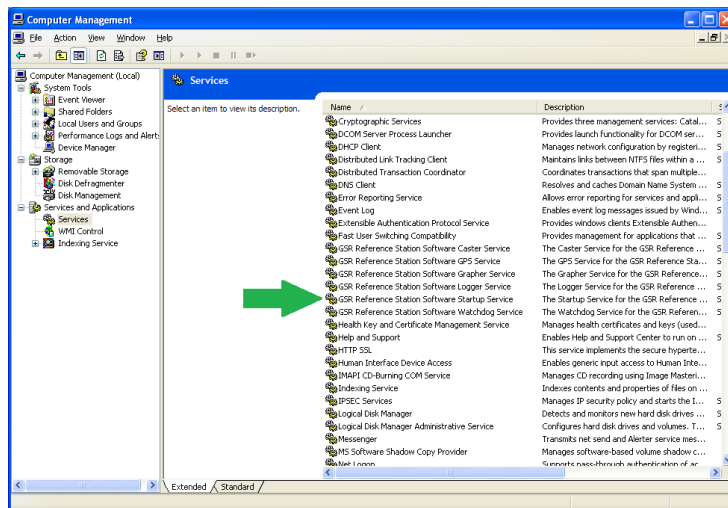 Computer Management
File Action View Window Help
Computer Management (Local)
System Tools
Event Viewer
Shared Folders
Local Users and Groups
Performance Logs and Alert:
Device Manager
Storage
Removable Storage
Disk Defragmenter
Disk Management
Services and Applications
Services
WMI Control
Indexing Service
Services
Select an item to view its description.
Name Description
Cryptographic Services Provides three management services: Catal... S
DCOM Server Process Launcher Provides launch functionality for DCOM ser... S
DHCP Client Manages network configuration by registeri... S
Distributed Link Tracking Client Maintains links between NTFS files within a ... S
Distributed Transaction Coordinator Coordinates transactions that span multiple...
DNS Client Resolves and caches Domain Name System ... S
Error Reporting Service Allows error reporting for services and appli... S
Event Log Enables event log messages issued by Wind... S
Extensible Authentication Protocol Service Provides windows clients Extensible Authen...
Fast User Switching Compatibility Provides management for applications that ... S
GSR Reference Station Software Caster Service The Caster Service for the GSR Reference ... S
GSR Reference Station Software GPS Service The GPS Service for the GSR Reference Sta... S
GSR Reference Station Software Grapher Service The Grapher Service for the GSR Reference... S
GSR Reference Station Software Logger Service The Logger Service for the GSR Reference ... S
GSR Reference Station Software Startup Service The Startup Service for the GSR Reference ... S
GSR Reference Station Software Watchdog Service The Watchdog Service for the GSR Referen... S
Health Key and Certificate Management Service Manages health certificates and keys (used...
Help and Support Enables Help and Support Center to run on ... S
HTTP SSL This service implements the secure hyperte...
Human Interface Device Access Enables generic input access to Human Inte...
IMAPI CD-Burning COM Service Manages CD recording using Image Masteri...
Indexing Service Indexes contents and properties of files on ...
IPSEC Services Manages IP security policy and starts the I... S
Logical Disk Manager Detects and monitors new hard disk drives ... S
Logical Disk Manager Administrative Service Configures hard disk drives and volumes. T... S
Messenger Transmits net send and Alerter service mes...
MS Software Shadow Copy Provider Manages software-based volume shadow c...
Net Logon Supports pass-through authentication of ac...
Extended Standard